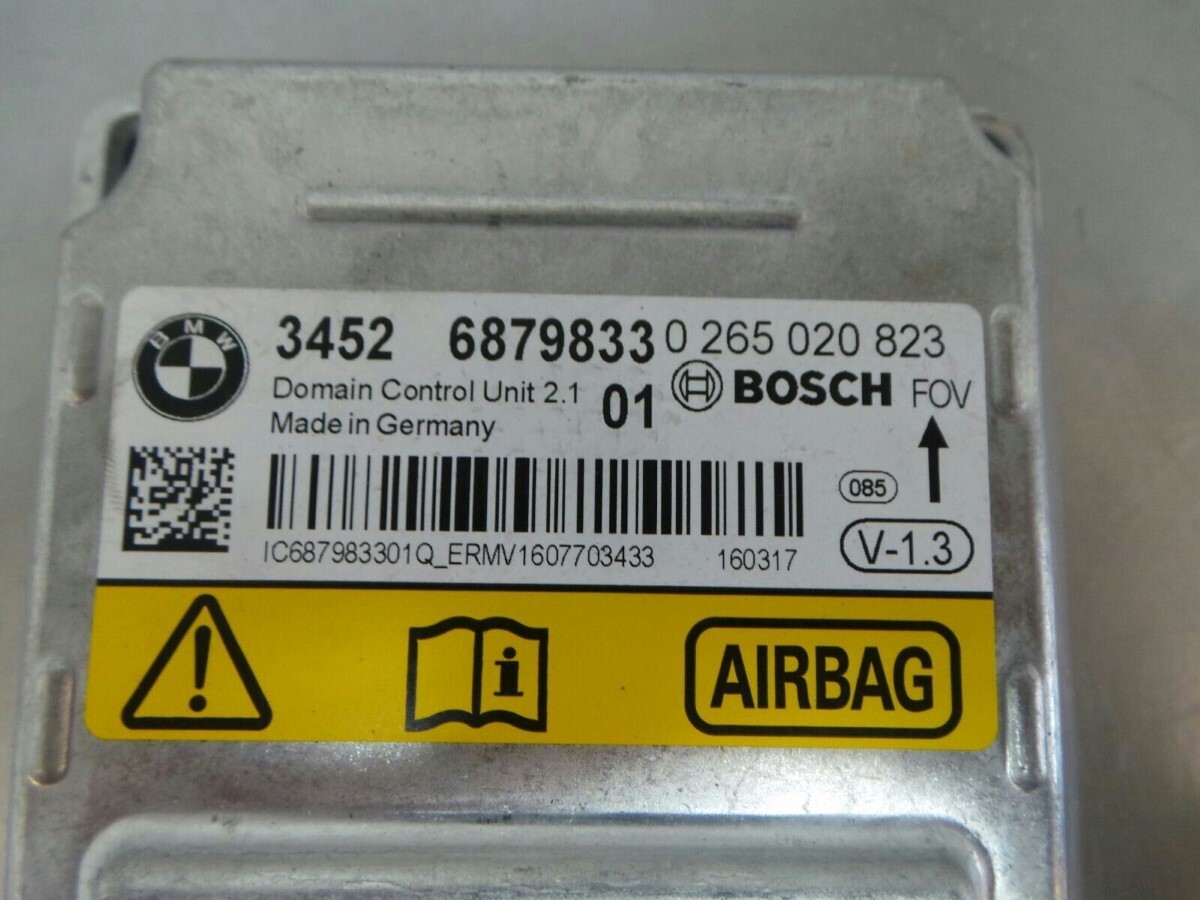 BMW
3452 6879833 0 265 020 823
Domain Control Unit 2.1 01 BOSCH FOV
Made in Germany
085
IC687983301Q_ERMV1607703433 160317 V-1.3
! i AIRBAG